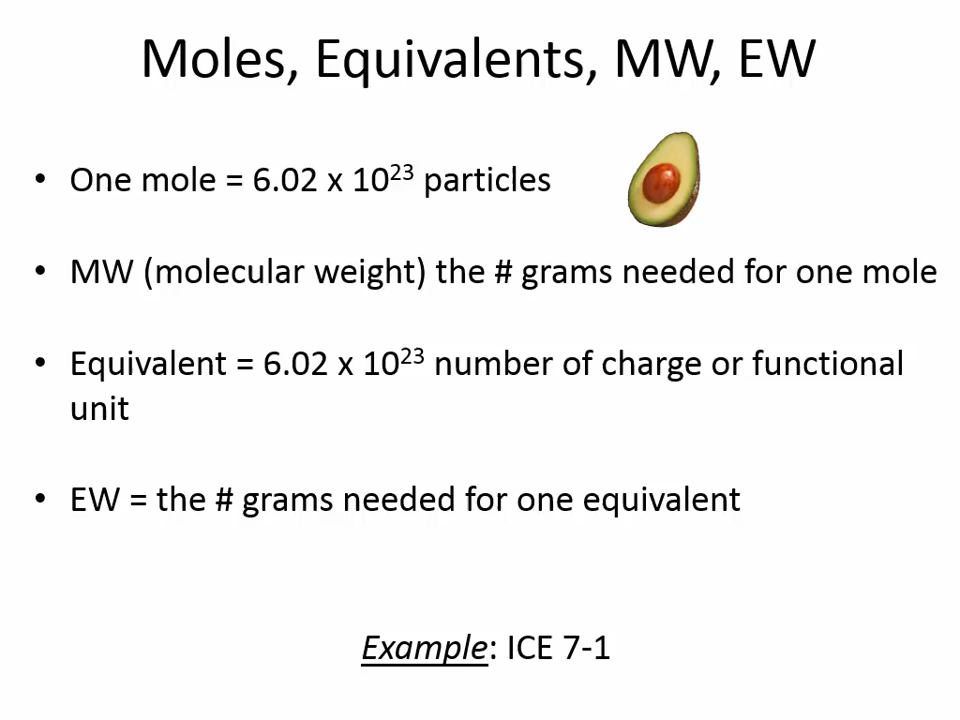 Moles, Equivalents, MW, EW
• One mole = 6.02 x 10²³ particles
• MW (molecular weight) the # grams needed for one mole
• Equivalent = 6.02 x 10²³ number of charge or functional
unit
• EW = the # grams needed for one equivalent
Example: ICE 7-1